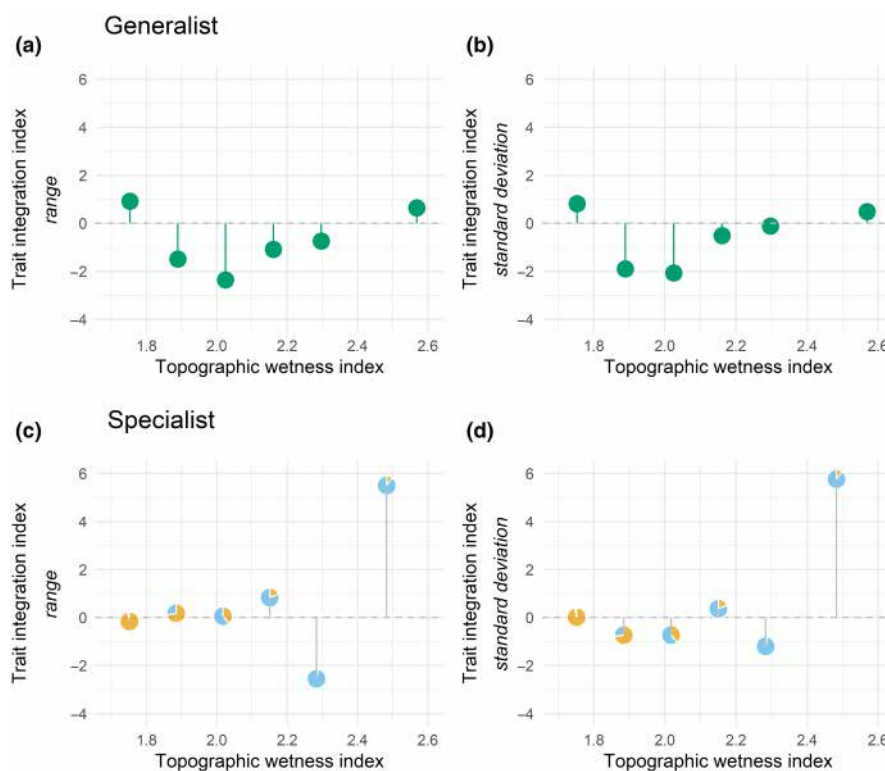 Generalist
(a)
(b)
Trait integration index
range
6
4
2
0
−2
−4
1.8 2.0 2.2 2.4 2.6
Topographic wetness index
Trait integration index
standard deviation
6
4
2
0
−2
−4
1.8 2.0 2.2 2.4 2.6
Topographic wetness index
Specialist
(c)
(d)
Trait integration index
range
6
4
2
0
−2
−4
1.8 2.0 2.2 2.4 2.6
Topographic wetness index
Trait integration index
standard deviation
6
4
2
0
−2
−4
1.8 2.0 2.2 2.4 2.6
Topographic wetness index